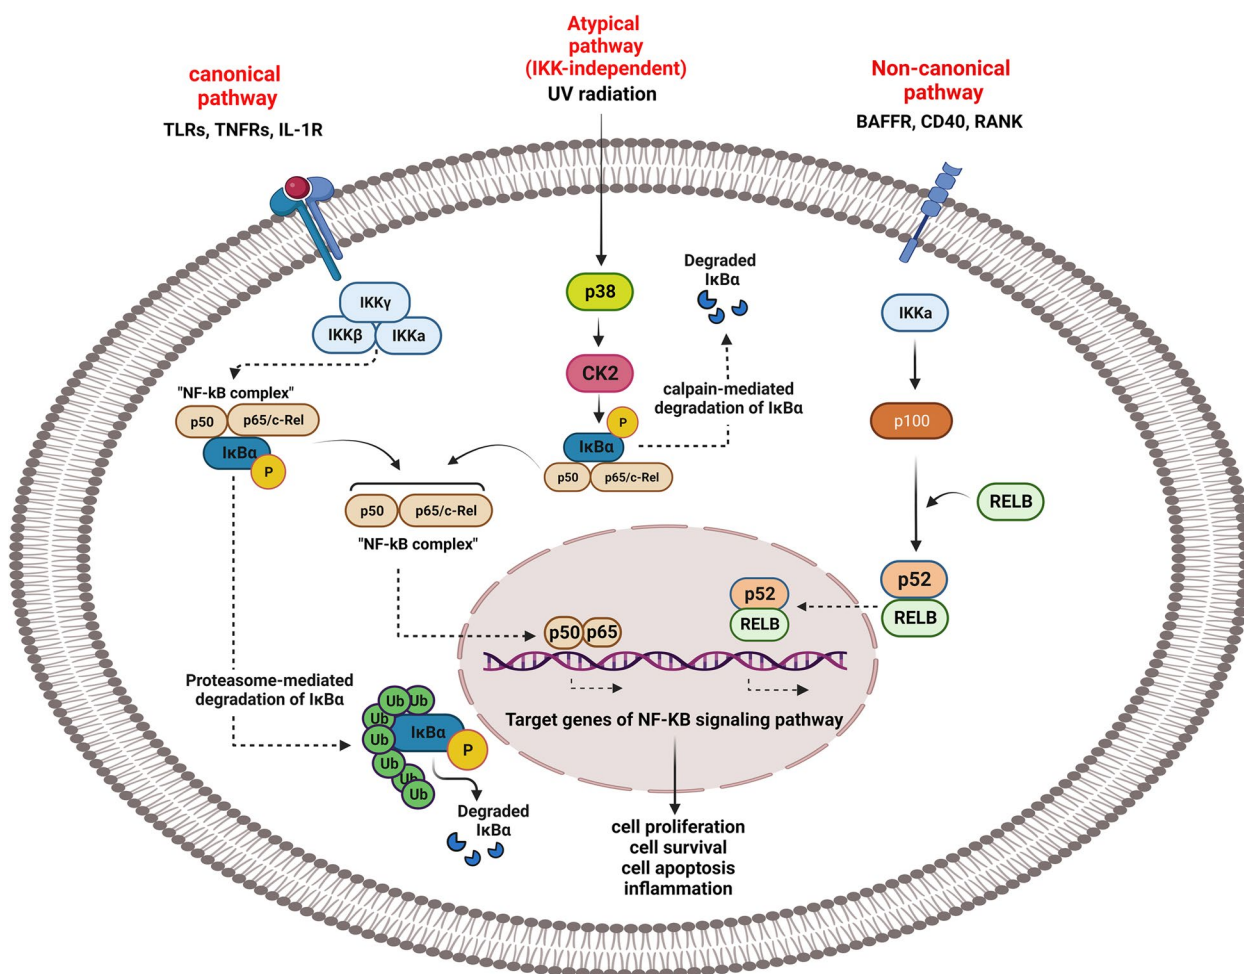 canonical
pathway
TLRs, TNFRs, IL-1R
Atypical
pathway
(IKK-independent)
UV radiation
Non-canonical
pathway
BAFFR, CD40, RANK
IKKγ
IKKβ
IKKa
"NF-kB complex"
p50
p65/c-Rel
IκBα
P
p38
CK2
P
IκBα
p50
p65/c-Rel
Degraded
IκBα
calpain-mediated
degradation of IκBα
IKKa
p100
RELB
p52
RELB
p50
p65/c-Rel
"NF-kB complex"
p50
p65
p52
RELB
Target genes of NF-KB signaling pathway
cell proliferation
cell survival
cell apoptosis
inflammation
Proteasome-mediated
degradation of IκBα
Ub
Ub
Ub
Ub
Ub
Ub
Ub
IκBα
P
Degraded
IκBα